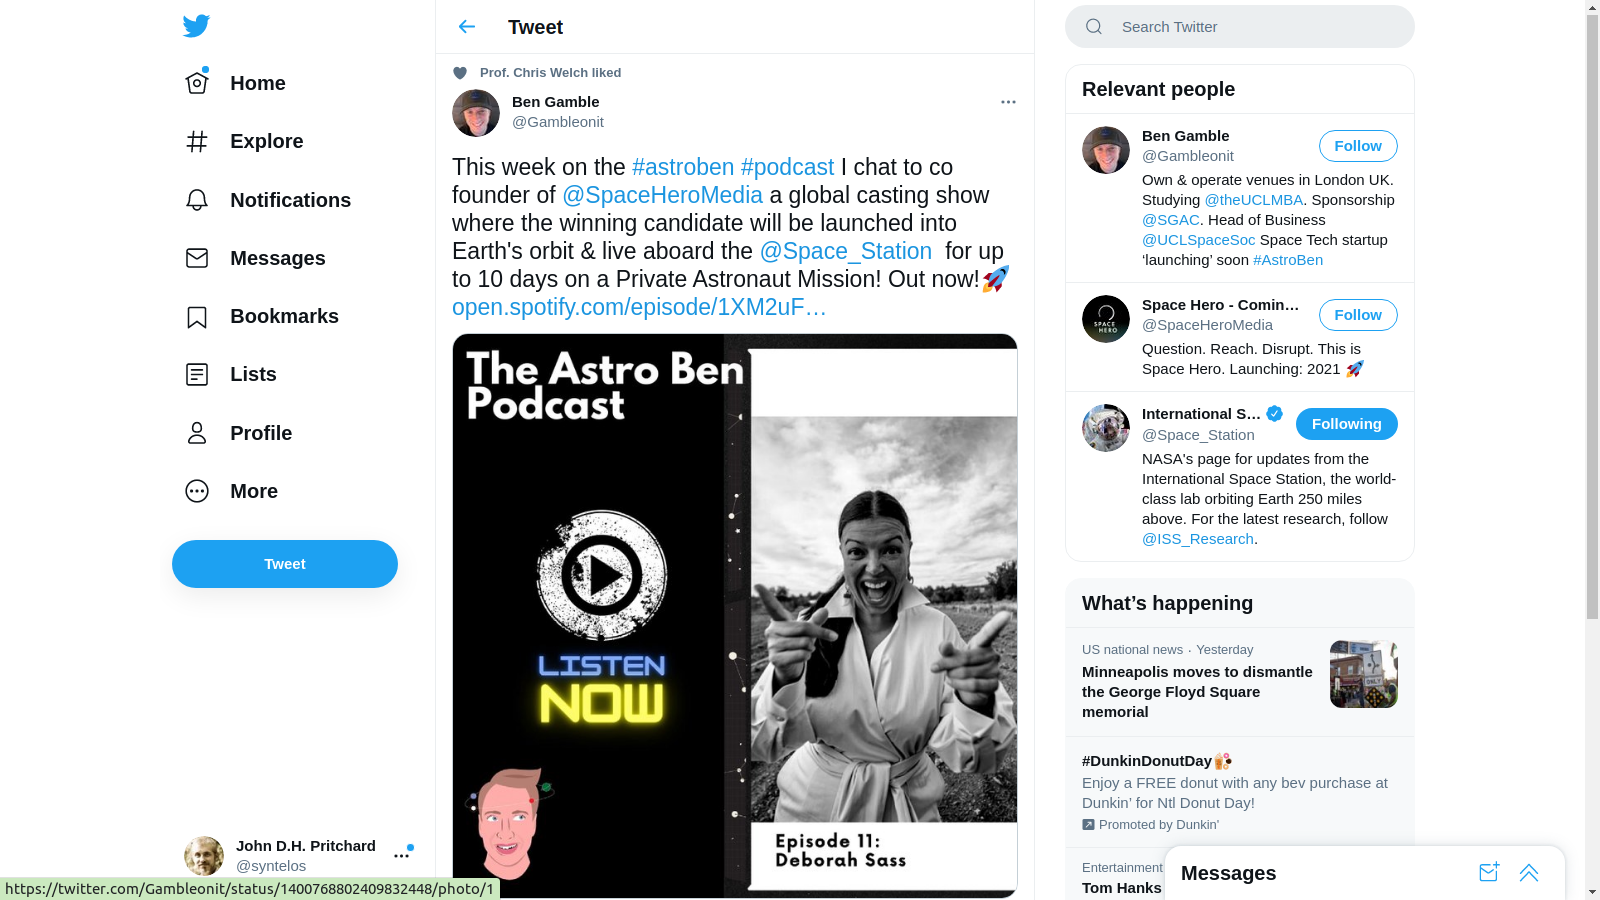 Home
Explore
Notifications
Messages
Bookmarks
Lists
Profile
More
Tweet
John D.H. Pritchard
@syntelos
https://twitter.com/Gambleonit/status/1400768802409832448/photo/1
Tweet
Prof. Chris Welch liked
Ben Gamble
@Gambleonit
This week on the #astroben #podcast I chat to co
founder of @SpaceHeroMedia a global casting show
where the winning candidate will be launched into
Earth's orbit & live aboard the @Space_Station for up
to 10 days on a Private Astronaut Mission! Out now!🚀
open.spotify.com/episode/1XM2uF…
The Astro Ben
Podcast
LISTEN
NOW
Episode 11:
Deborah Sass
Search Twitter
Relevant people
Ben Gamble
@Gambleonit
Follow
Own & operate venues in London UK.
Studying @theUCLMBA. Sponsorship
@SGAC. Head of Business
@UCLSpaceSoc Space Tech startup
‘launching’ soon #AstroBen
Space Hero - Comin…
@SpaceHeroMedia
Follow
Question. Reach. Disrupt. This is
Space Hero. Launching: 2021 🚀
SPACE
HERO
International S…
@Space_Station
Following
NASA's page for updates from the
International Space Station, the world-
class lab orbiting Earth 250 miles
above. For the latest research, follow
@ISS_Research.
What’s happening
US national news · Yesterday
Minneapolis moves to dismantle
the George Floyd Square
memorial
ONLY
#DunkinDonutDay
Enjoy a FREE donut with any bev purchase at
Dunkin’ for Ntl Donut Day!
Promoted by Dunkin'
Entertainment
Tom Hanks
Messages